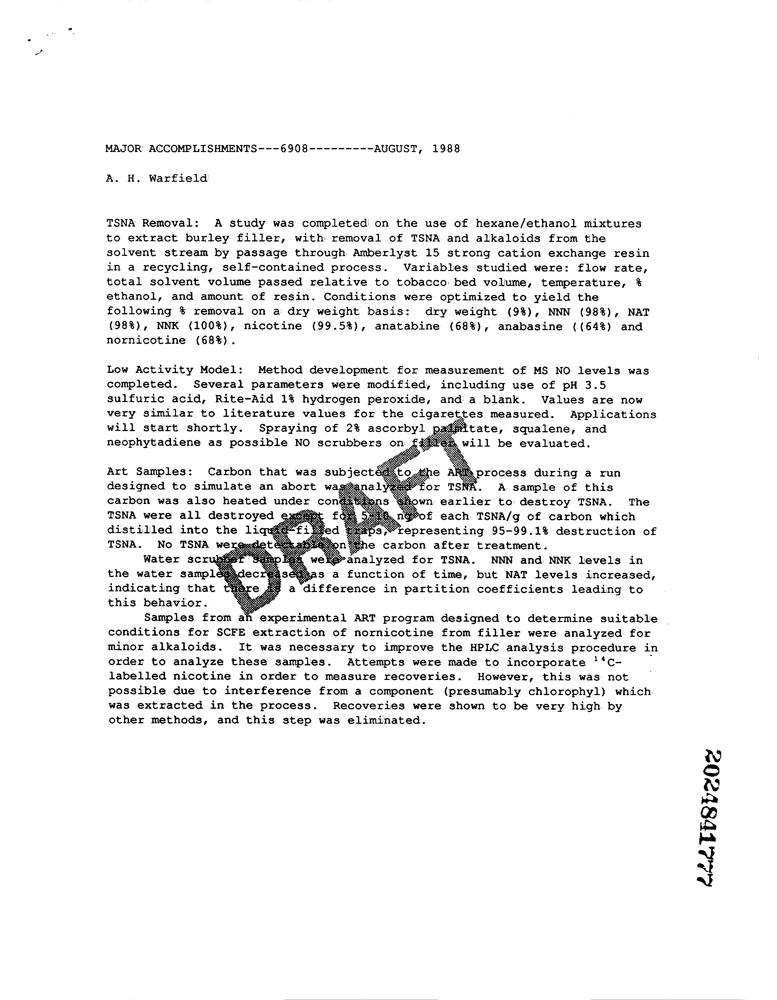 MAJOR ACCOMPLISHMENTS---6908---------AUGUST, 1988
A. H. Warfield
TSNA Removal: A study was completed on the use of hexane/ethanol mixtures
to extract burley filler, with removal of TSNA and alkaloids from the
solvent stream by passage through Amberlyst 15 strong cation exchange resin
in a recycling, self-contained process. Variables studied were: flow rate,
total solvent volume passed relative to tobacco bed volume, temperature, %
ethanol, and amount of resin. Conditions were optimized to yield the
following % removal on a dry weight basis: dry weight (9%), NNN (98%), NAT
(98%), NNK (100%), nicotine (99.5%), anatabine (68%), anabasine ((64%) and
nornicotine (68%).
Low Activity Model: Method development for measurement of MS NO levels was
completed. Several parameters were modified, including use of pH 3.5
sulfuric acid, Rite-Aid 1% hydrogen peroxide, and a blank. Values are now
very similar to literature values for the cigarettes measured. Applications
will start shortly. Spraying of 2% ascorbyl palmitate, squalene, and
neophytadiene as possible NO scrubbers on filler will be evaluated.
Art Samples: Carbon that was subjected to the ART process during a run
designed to simulate an abort was analyzed for TSNA. A sample of this
carbon was also heated under conditions shown earlier to destroy TSNA. The
TSNA were all destroyed except for 5-10 ng of each TSNA/g of carbon which
distilled into the liquid-filled traps, representing 95-99.1% destruction of
TSNA. No TSNA were detectable on the carbon after treatment.
Water scrubber samples were analyzed for TSNA. NNN and NNK levels in
the water samples decreased as a function of time, but NAT levels increased,
indicating that there is a difference in partition coefficients leading to
this behavior.
Samples from an experimental ART program designed to determine suitable
conditions for SCFE extraction of nornicotine from filler were analyzed for
minor alkaloids. It was necessary to improve the HPLC analysis procedure in
order to analyze these samples. Attempts were made to incorporate ¹⁴C-
labelled nicotine in order to measure recoveries. However, this was not
possible due to interference from a component (presumably chlorophyl) which
was extracted in the process. Recoveries were shown to be very high by
other methods, and this step was eliminated.
DRAFT
2024841777